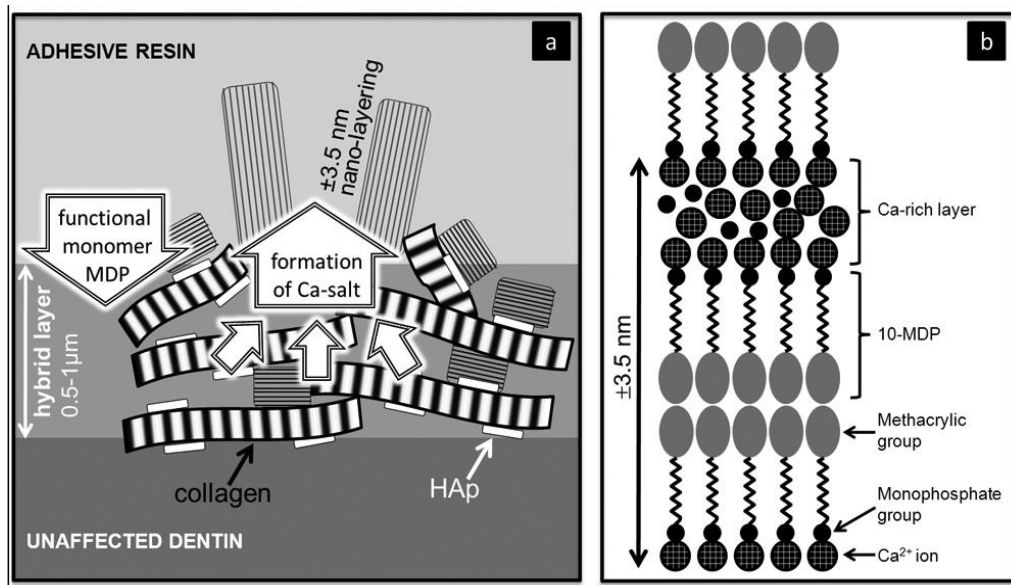 a
ADHESIVE RESIN
±3.5 nm
nano-layering
functional
monomer
MDP
formation
of Ca-salt
hybrid layer
0.5-1µm
collagen
HAp
UNAFFECTED DENTIN
b
Ca-rich layer
10-MDP
±3.5 nm
Methacrylic
group
Monophosphate
group
Ca²⁺ ion